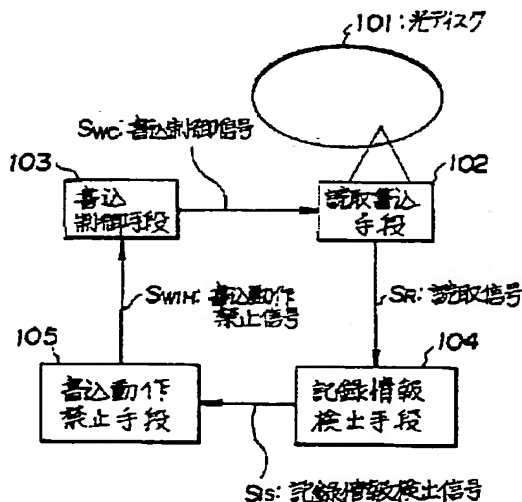 101:光ディスク
SWC:書込制御信号
103
102
書込
制御手段
読取書込
手段
SWIH:書込動作
禁止信号
SR:読取信号
105
104
書込動作
禁止手段
記録情報
検出手段
SIS:記録情報検出信号